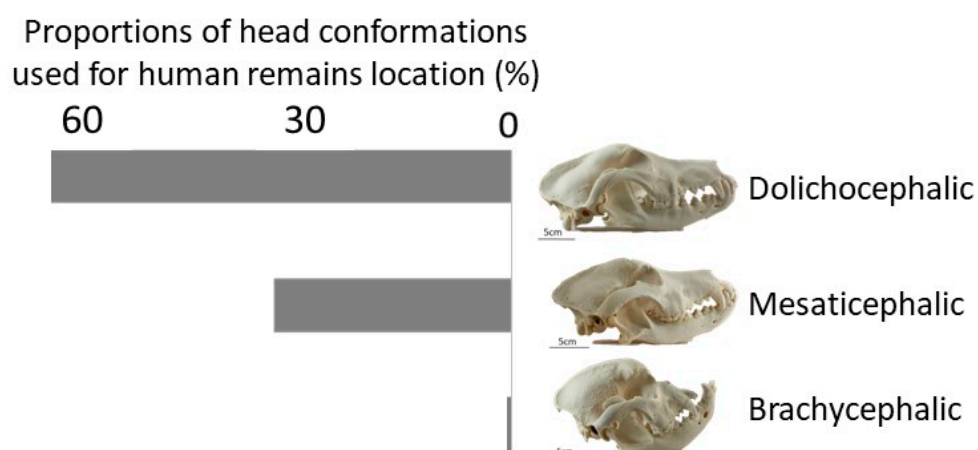 Proportions of head conformations
used for human remains location (%)
60 30 0
Dolichocephalic
5cm
Mesaticephalic
5cm
Brachycephalic